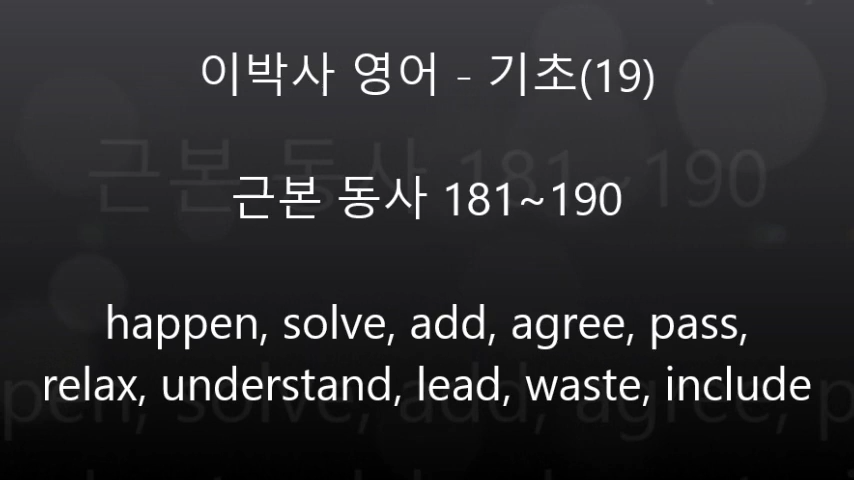 이박사 영어 - 기초(19)
근본 동사 181~190
happen, solve, add, agree, pass,
relax, understand, lead, waste, include